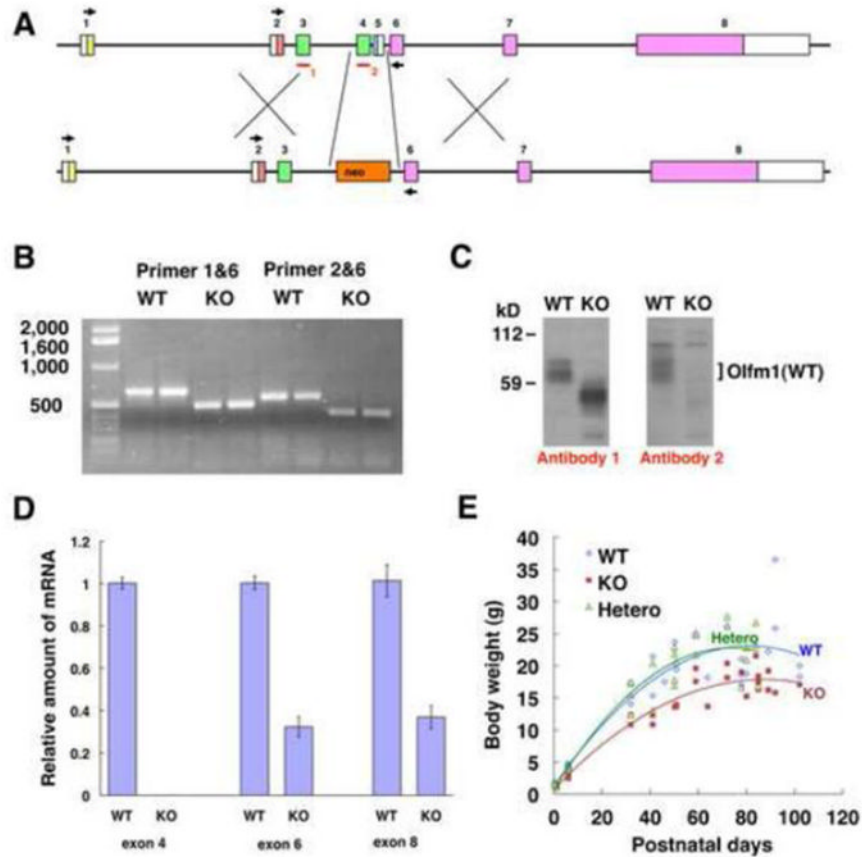 A
1 2 3 4 5 6 7 8
1 2
1 2 3 neo 6 7 8
B
Primer 1&6 Primer 2&6
WT KO WT KO
2,000
1,600
1,000
500
C
kD WT KO WT KO
112
59
]Olfm1(WT)
Antibody 1 Antibody 2
D
Relative amount of mRNA
1.2
1
0.8
0.6
0.4
0.2
0
WT KO WT KO WT KO
exon 4 exon 6 exon 8
E
Body weight (g)
40
35
30
25
20
15
10
5
0
WT
KO
Hetero
Hetero
WT
KO
0 20 40 60 80 100 120
Postnatal days